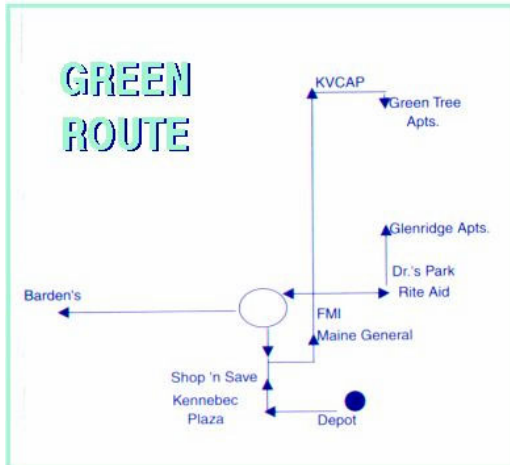 GREEN
ROUTE
KVCAP
Green Tree
Apts.
Glenridge Apts.
Dr.'s Park
Rite Aid
Barden's
FMI
Maine General
Shop 'n Save
Kennebec
Plaza
Depot